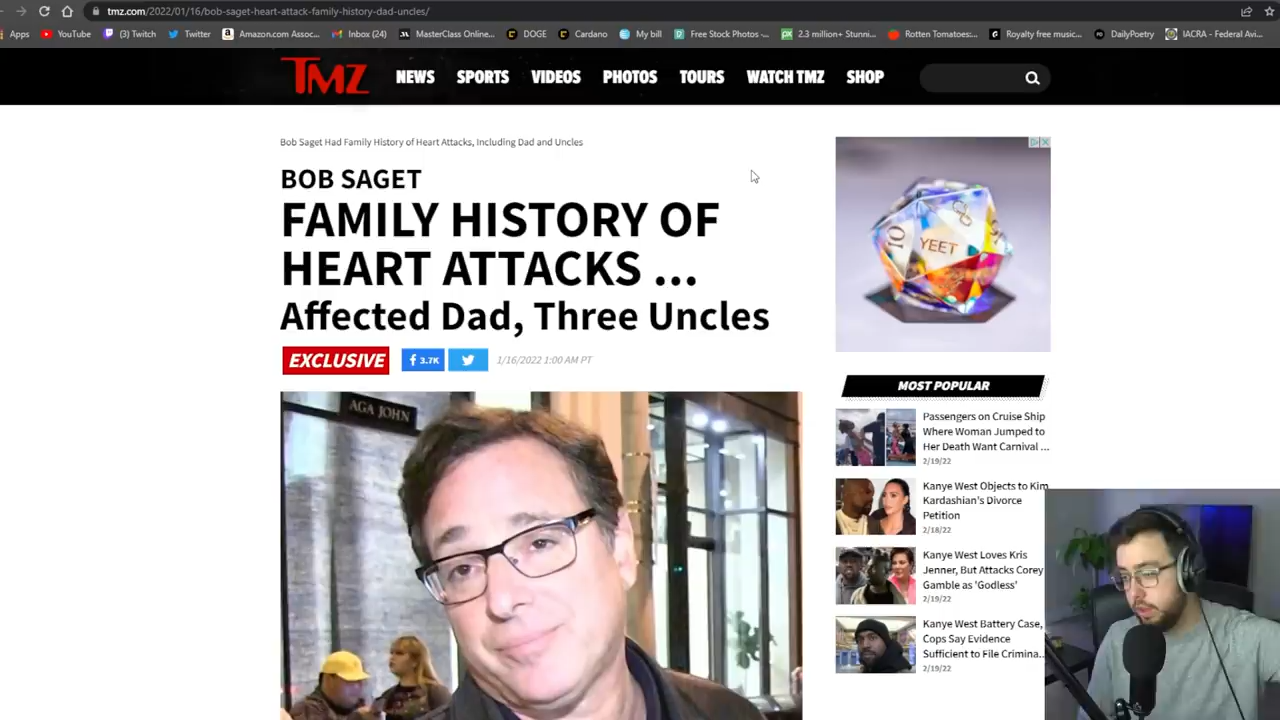 tmz.com/2022/01/16/bob-saget-heart-attack-family-history-dad-uncles/
Apps YouTube (3) Twitch Twitter Amazon.com Assoc... Inbox (24) MasterClass Online... DOGE Cardano My bill Free Stock Photos -... 2.3 million+ Stunni... Rotten Tomatoes:... Royalty free music... DailyPoetry IACRA - Federal Avi...
TMZ NEWS SPORTS VIDEOS PHOTOS TOURS WATCH TMZ SHOP
Bob Saget Had Family History of Heart Attacks, Including Dad and Uncles
BOB SAGET
FAMILY HISTORY OF
HEART ATTACKS ...
Affected Dad, Three Uncles
EXCLUSIVE f 3.7K 1/16/2022 1:00 AM PT
AGA JOHN
10
YEET
MOST POPULAR
Passengers on Cruise Ship
Where Woman Jumped to
Her Death Want Carnival ...
2/19/22
Kanye West Objects to Kim
Kardashian's Divorce
Petition
2/18/22
Kanye West Loves Kris
Jenner, But Attacks Corey
Gamble as 'Godless'
2/19/22
Kanye West Battery Case,
Cops Say Evidence
Sufficient to File Crimina...
2/19/22